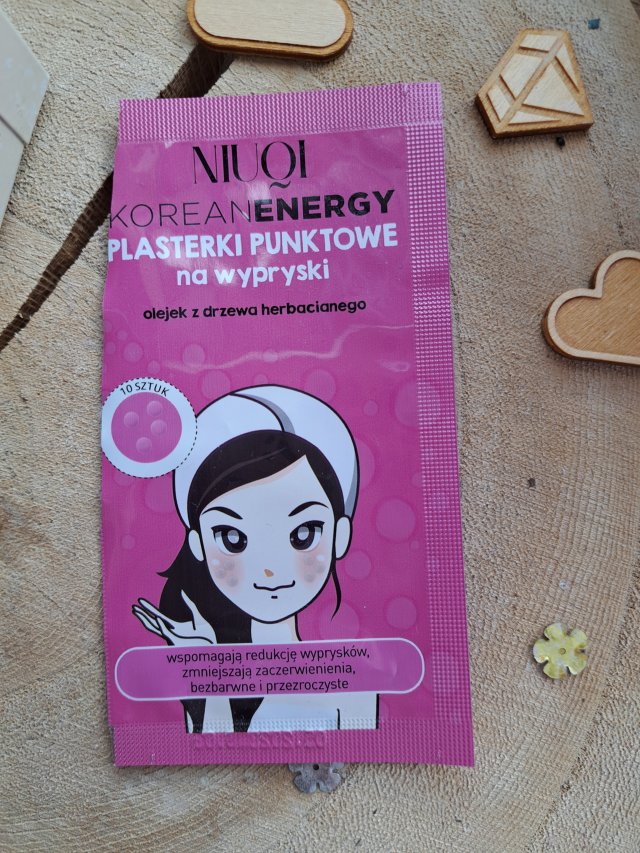 NIUQI
KOREANENERGY
PLASTERKI PUNKTOWE
na wypryski
olejek z drzewa herbacianego
10 SZTUK
wspomagają redukcję wyprysków,
zmniejszają zaczerwienienia,
bezbarwne i przezroczyste